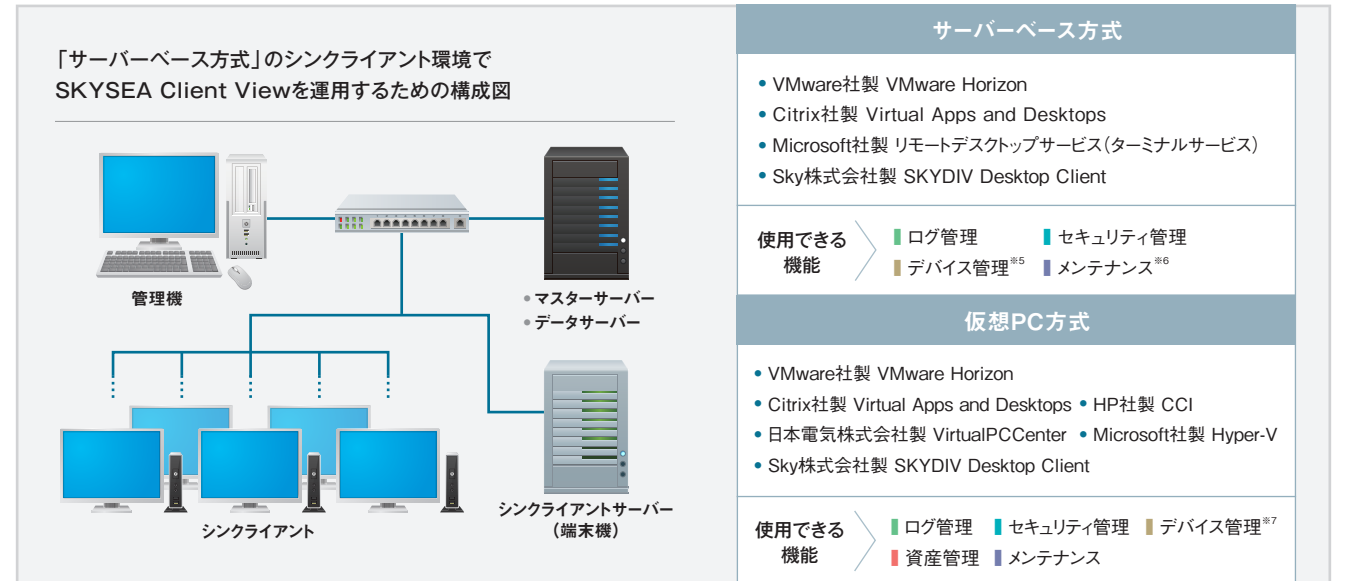 「サーバーベース方式」のシンクライアント環境で
SKYSEA Client Viewを運用するための構成図
管理機
• マスターサーバー
• データサーバー
シンクライアント
シンクライアントサーバー
（端末機）
サーバーベース方式
• VMware社製 VMware Horizon
• Citrix社製 Virtual Apps and Desktops
• Microsoft社製 リモートデスクトップサービス（ターミナルサービス）
• Sky株式会社製 SKYDIV Desktop Client
使用できる
機能
ログ管理 セキュリティ管理
デバイス管理※5 メンテナンス※6
仮想PC方式
• VMware社製 VMware Horizon
• Citrix社製 Virtual Apps and Desktops • HP社製 CCI
• 日本電気株式会社製 VirtualPCCenter • Microsoft社製 Hyper-V
• Sky株式会社製 SKYDIV Desktop Client
使用できる
機能
ログ管理 セキュリティ管理 デバイス管理※7
資産管理 メンテナンス